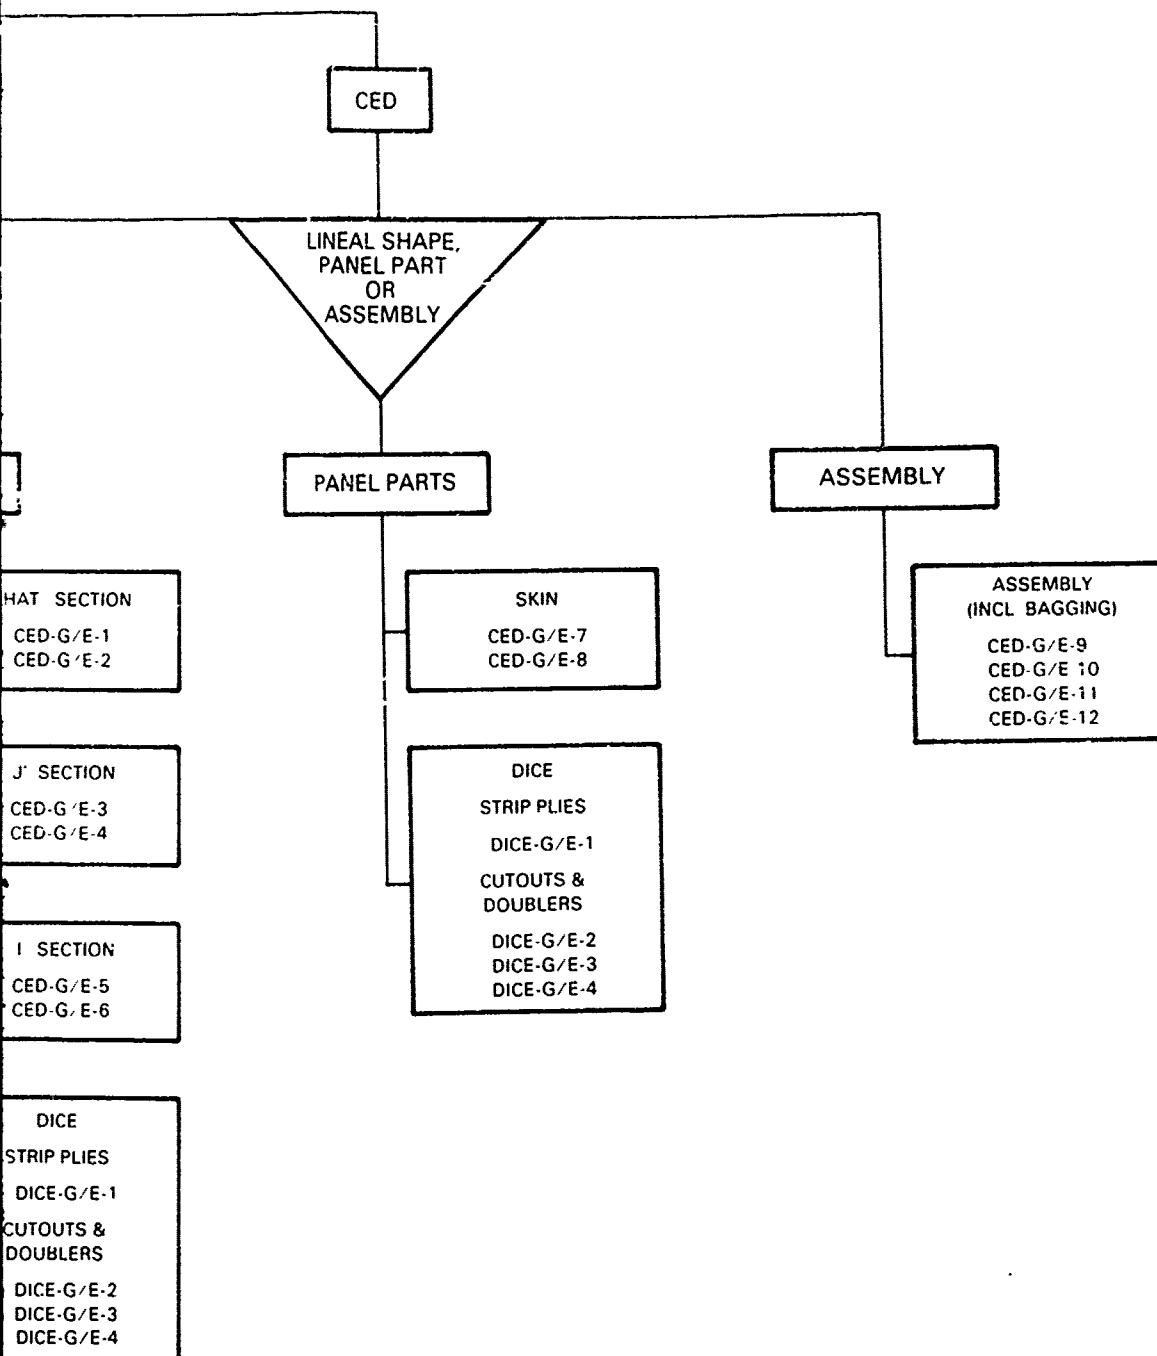 CED
LINEAL SHAPE,
PANEL PART
OR
ASSEMBLY
PANEL PARTS
ASSEMBLY
HAT SECTION
CED-G/E-1
CED-G/E-2
J' SECTION
CED-G/E-3
CED-G/E-4
I SECTION
CED-G/E-5
CED-G/E-6
DICE
STRIP PLIES
DICE-G/E-1
CUTOUTS &
DOUBLERS
DICE-G/E-2
DICE-G/E-3
DICE-G/E-4
SKIN
CED-G/E-7
CED-G/E-8
DICE
STRIP PLIES
DICE-G/E-1
CUTOUTS &
DOUBLERS
DICE-G/E-2
DICE-G/E-3
DICE-G/E-4
ASSEMBLY
(INCL BAGGING)
CED-G/E-9
CED-G/E 10
CED-G/E-11
CED-G/E-12